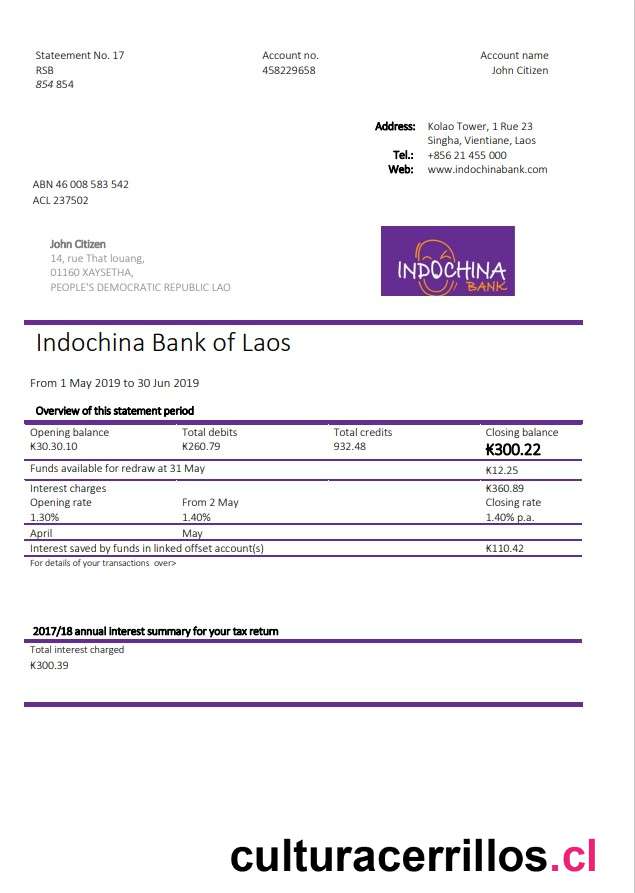 Stateement No. 17
RSB
854 854
Account no.
458229658
Account name
John Citizen
Address: Kolao Tower, 1 Rue 23
Singha, Vientiane, Laos
Tel.: +856 21 455 000
Web: www.indochinabank.com
ABN 46 008 583 542
ACL 237502
John Citizen
14, rue That louang,
01160 XAYSETHA,
PEOPLE'S DEMOCRATIC REPUBLIC LAO
INDOCHINA
BANK
Indochina Bank of Laos
From 1 May 2019 to 30 Jun 2019
Overview of this statement period
Opening balance Total debits Total credits Closing balance
₭30.30.10 ₭260.79 932.48 ₭300.22
Funds available for redraw at 31 May ₭12.25
Interest charges ₭360.89
Opening rate From 2 May Closing rate
1.30% 1.40% 1.40% p.a.
April May
Interest saved by funds in linked offset account(s) ₭110.42
For details of your transactions over>
2017/18 annual interest summary for your tax return
Total interest charged
₭300.39
culturacerrillos.cl